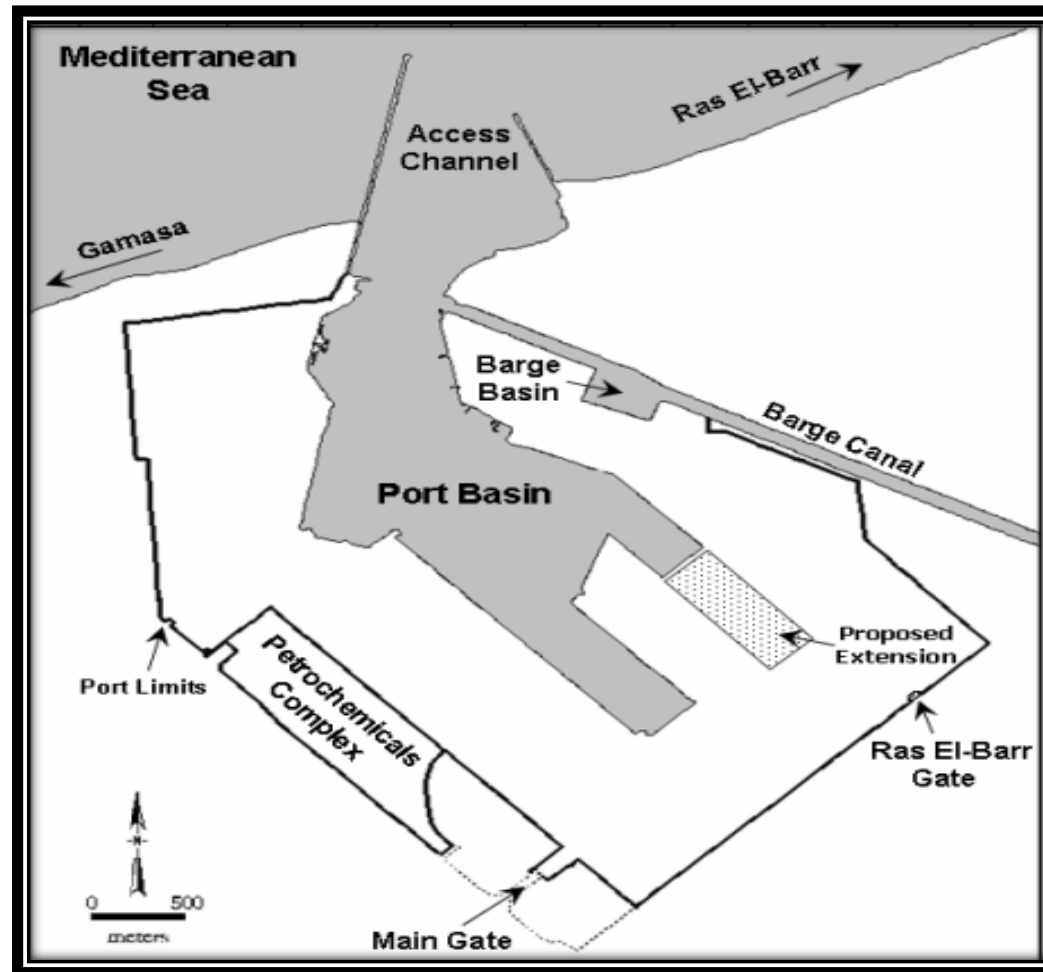 Mediterranean
Sea
Ras El-Barr
Access
Channel
Gamasa
Barge
Basin
Barge Canal
Port Basin
Proposed
Extension
Port Limits
Petrochemicals
Complex
Ras El-Barr
Gate
N
0 500
meters
Main Gate